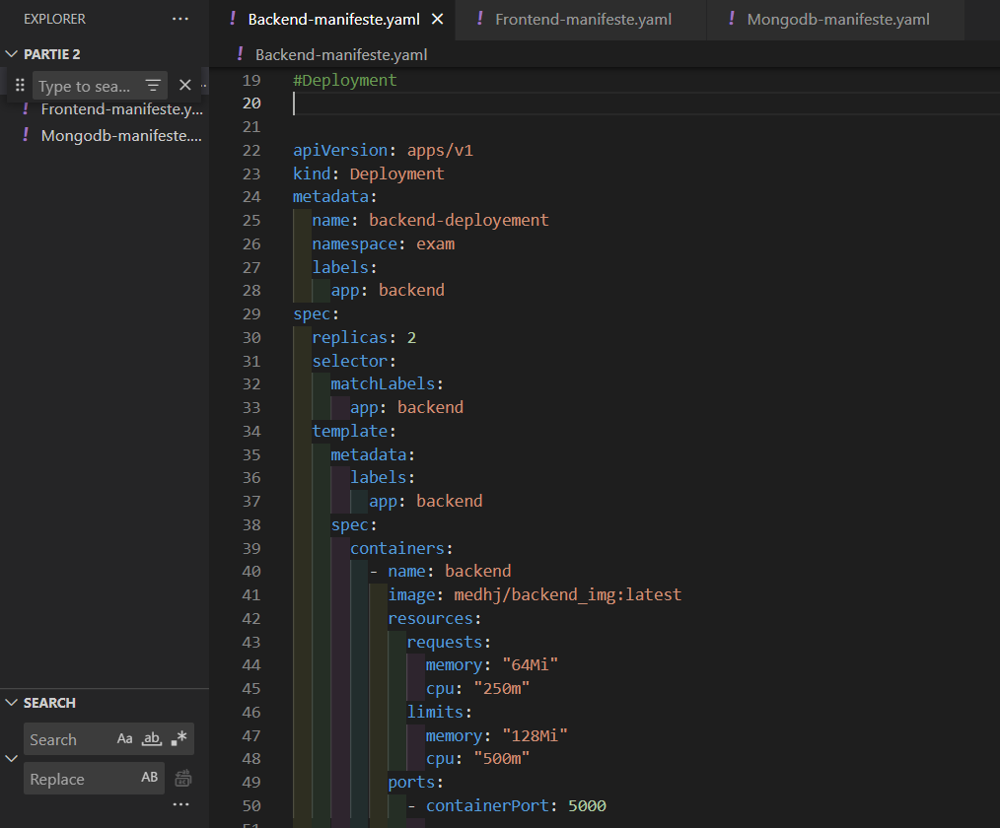 EXPLORER
PARTIE 2
Type to sea...
Frontend-manifeste.y...
Mongodb-manifeste....
SEARCH
Search
Aa
ab
.*
Replace
AB
Backend-manifeste.yaml
Frontend-manifeste.yaml
Mongodb-manifeste.yaml
Backend-manifeste.yaml
19 #Deployment
20
21
22 apiVersion: apps/v1
23 kind: Deployment
24 metadata:
25   name: backend-deployement
26   namespace: exam
27   labels:
28     app: backend
29 spec:
30   replicas: 2
31   selector:
32     matchLabels:
33       app: backend
34   template:
35     metadata:
36       labels:
37         app: backend
38     spec:
39       containers:
40         - name: backend
41           image: medhj/backend_img:latest
42           resources:
43             requests:
44               memory: "64Mi"
45               cpu: "250m"
46             limits:
47               memory: "128Mi"
48               cpu: "500m"
49           ports:
50             - containerPort: 5000
51